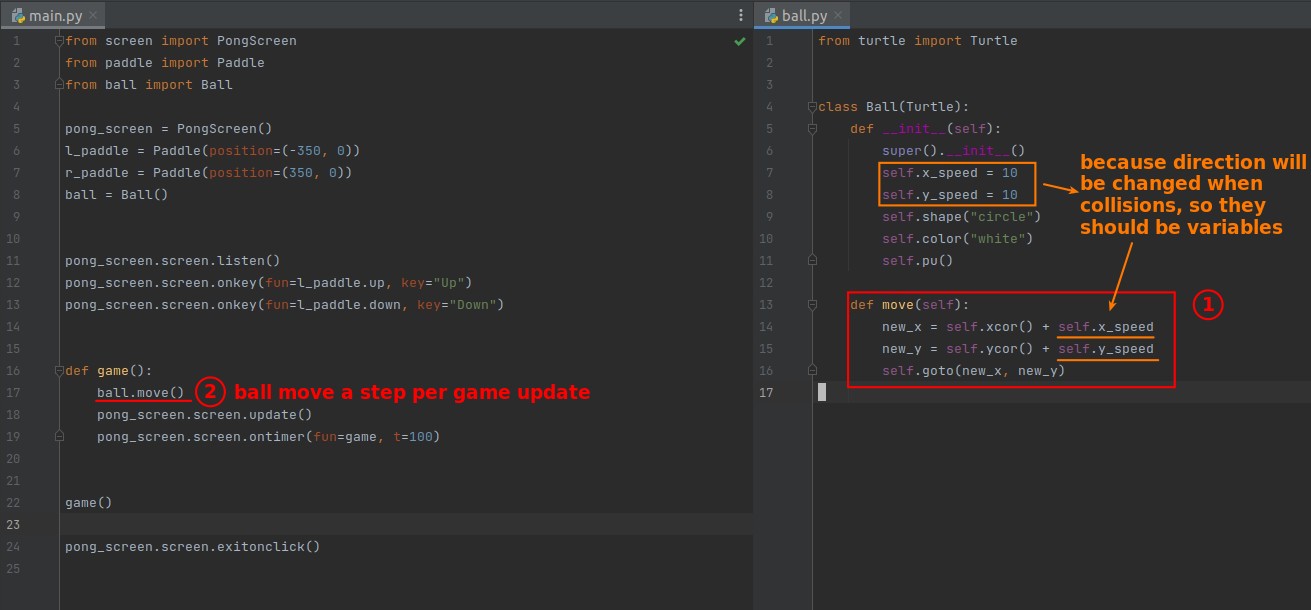 main.py
from screen import PongScreen
from paddle import Paddle
from ball import Ball
pong_screen = PongScreen()
l_paddle = Paddle(position=(-350, 0))
r_paddle = Paddle(position=(350, 0))
ball = Ball()
pong_screen.screen.listen()
pong_screen.screen.onkey(fun=l_paddle.up, key="Up")
pong_screen.screen.onkey(fun=l_paddle.down, key="Down")
def game():
ball.move() 2 ball move a step per game update
pong_screen.screen.update()
pong_screen.screen.ontimer(fun=game, t=100)
game()
pong_screen.screen.exitonclick()
1
2
3
4
5
6
7
8
9
10
11
12
13
14
15
16
17
18
19
20
21
22
23
24
25
ball.py
from turtle import Turtle
class Ball(Turtle):
def __init__(self):
super().__init__()
self.x_speed = 10
self.y_speed = 10
self.shape("circle")
self.color("white")
self.pu()
def move(self):
new_x = self.xcor() + self.x_speed
new_y = self.ycor() + self.y_speed
self.goto(new_x, new_y)
1
2
3
4
5
6
7
8
9
10
11
12
13
14
15
16
17
because direction will
be changed when
collisions, so they
should be variables
1